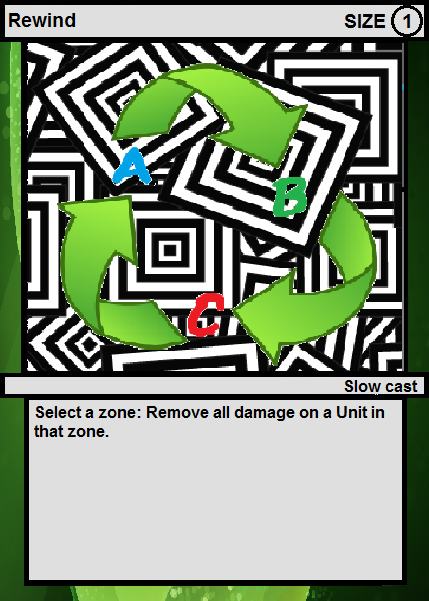 Rewind
SIZE 1
A
B
C
Slow cast
Select a zone: Remove all damage on a Unit in
that zone.